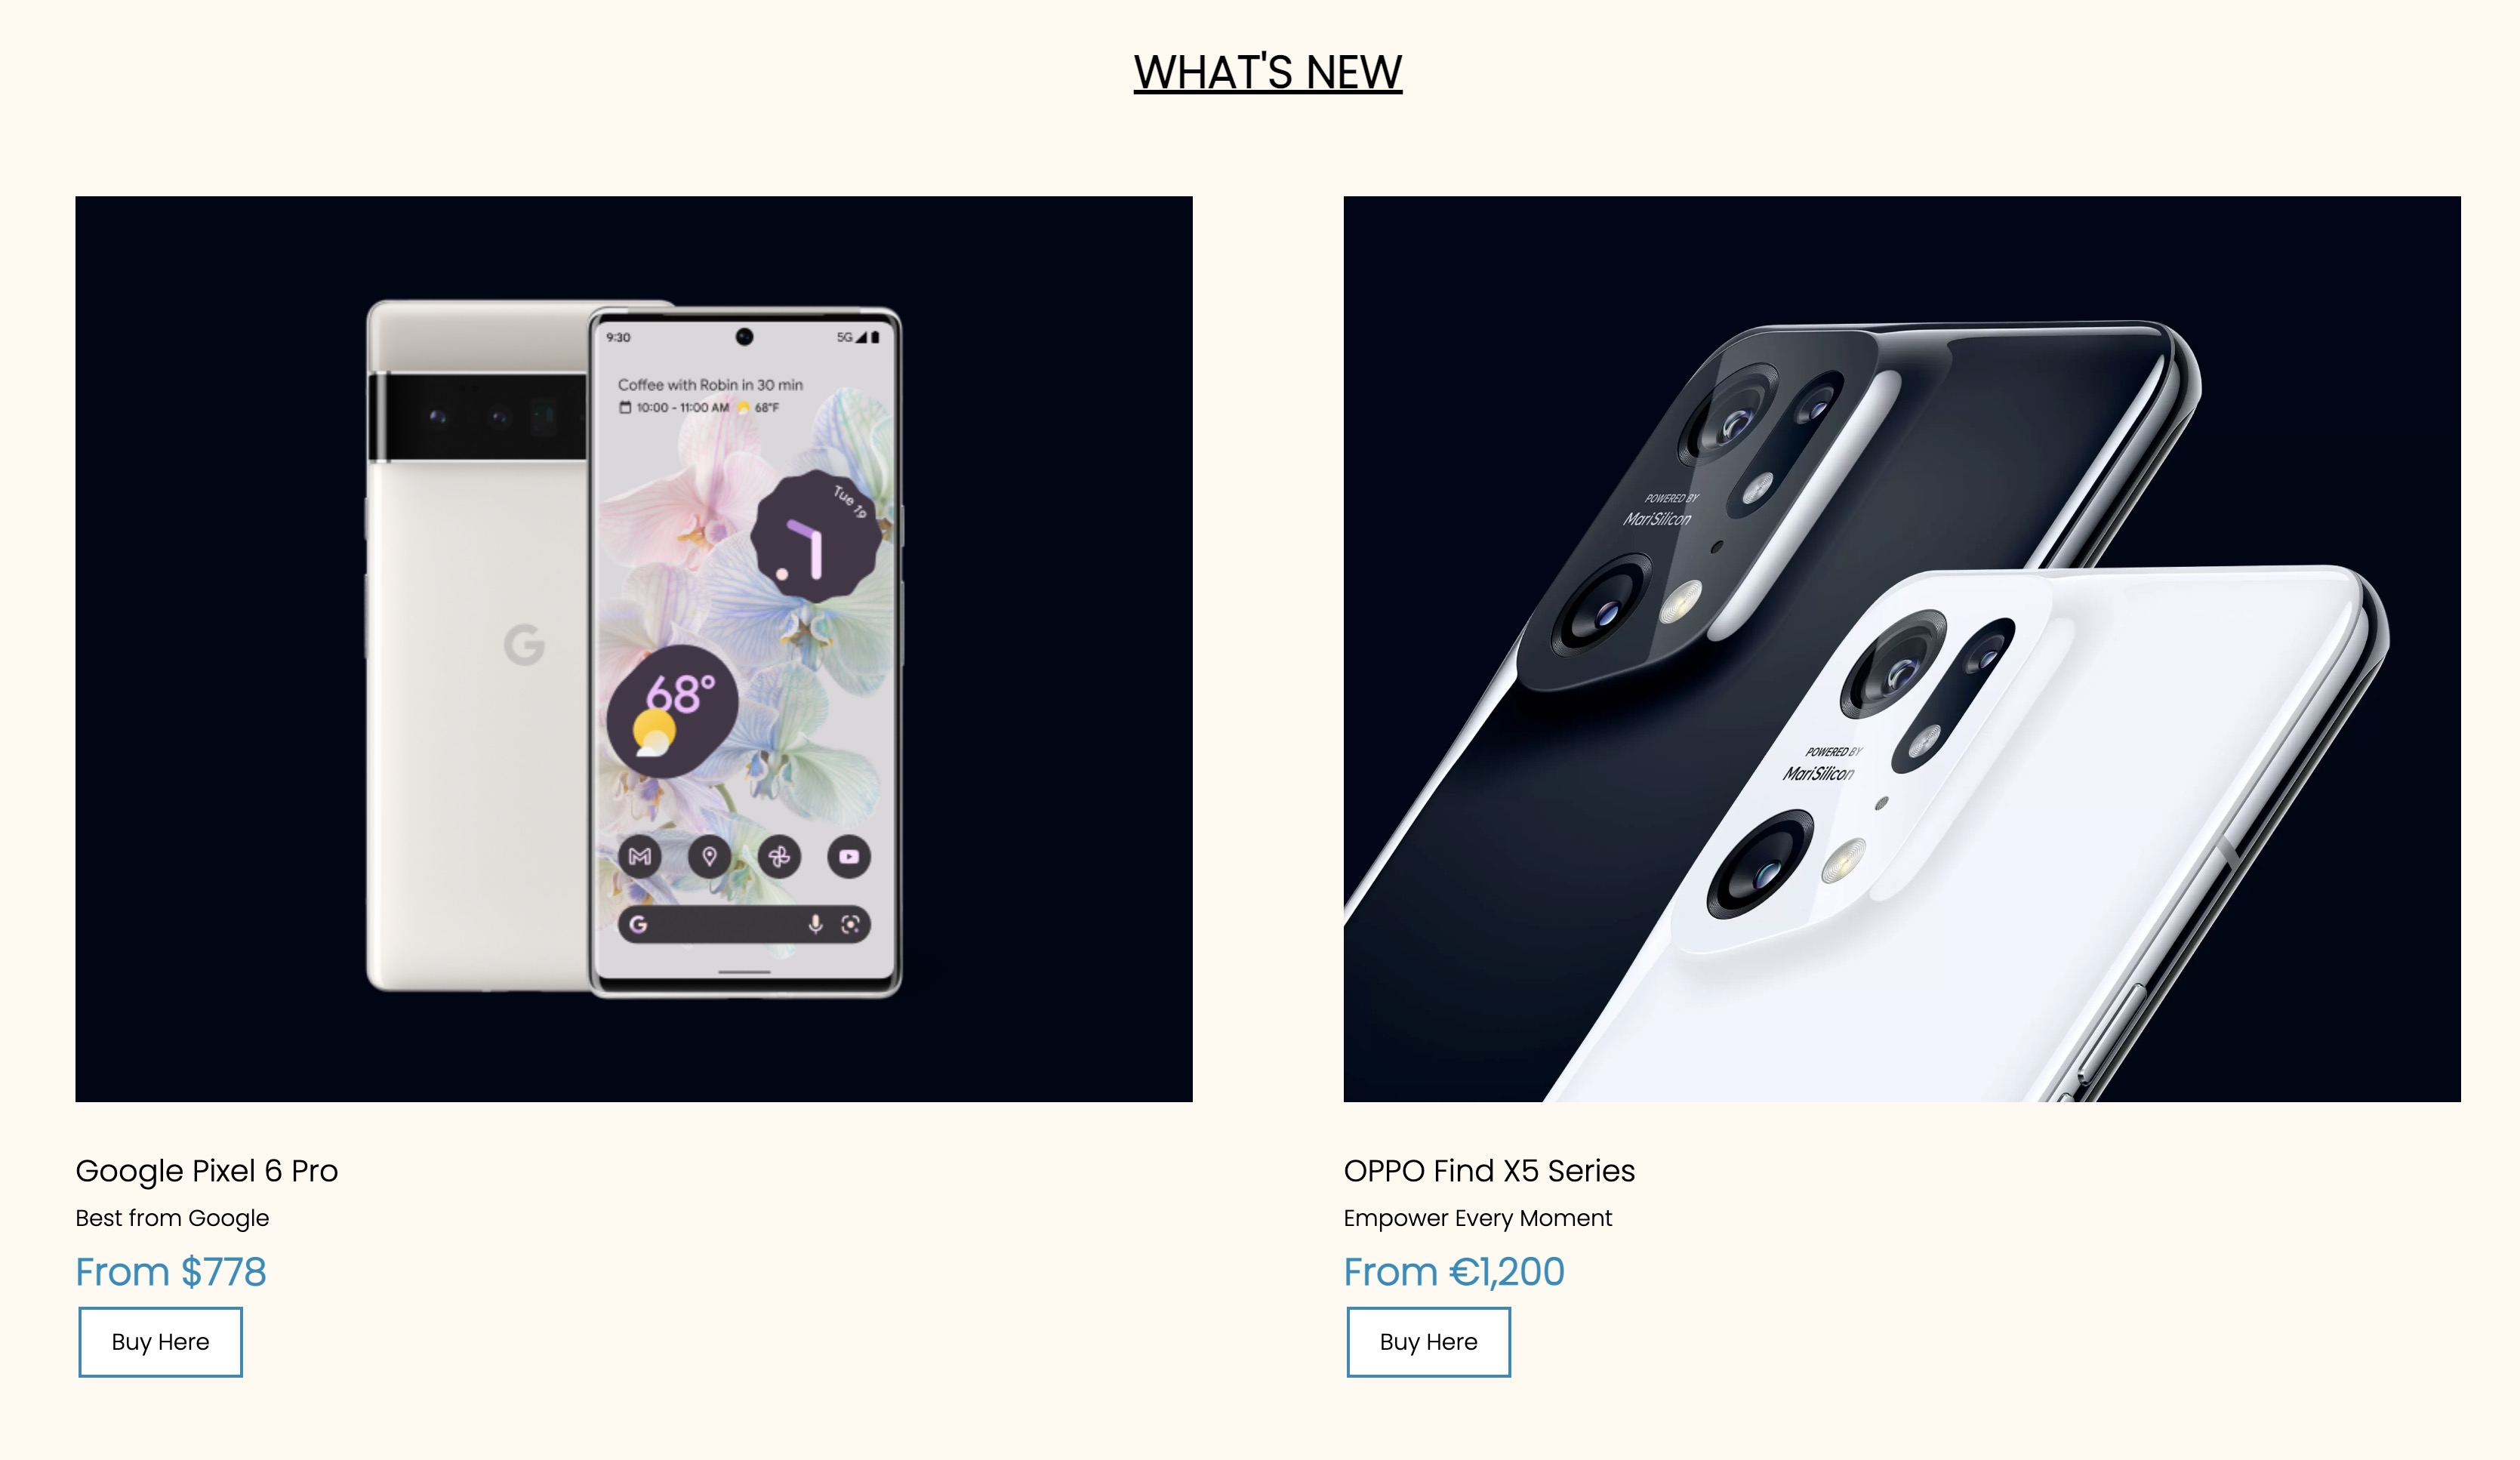 WHAT'S NEW
9:30
5G
Coffee with Robin in 30 min
10:00 - 11:00 AM 68°F
Tue 19
G
68°
G
POWERED BY
MariSilicon
POWERED BY
MariSilicon
Google Pixel 6 Pro
Best from Google
From $778
Buy Here
OPPO Find X5 Series
Empower Every Moment
From €1,200
Buy Here